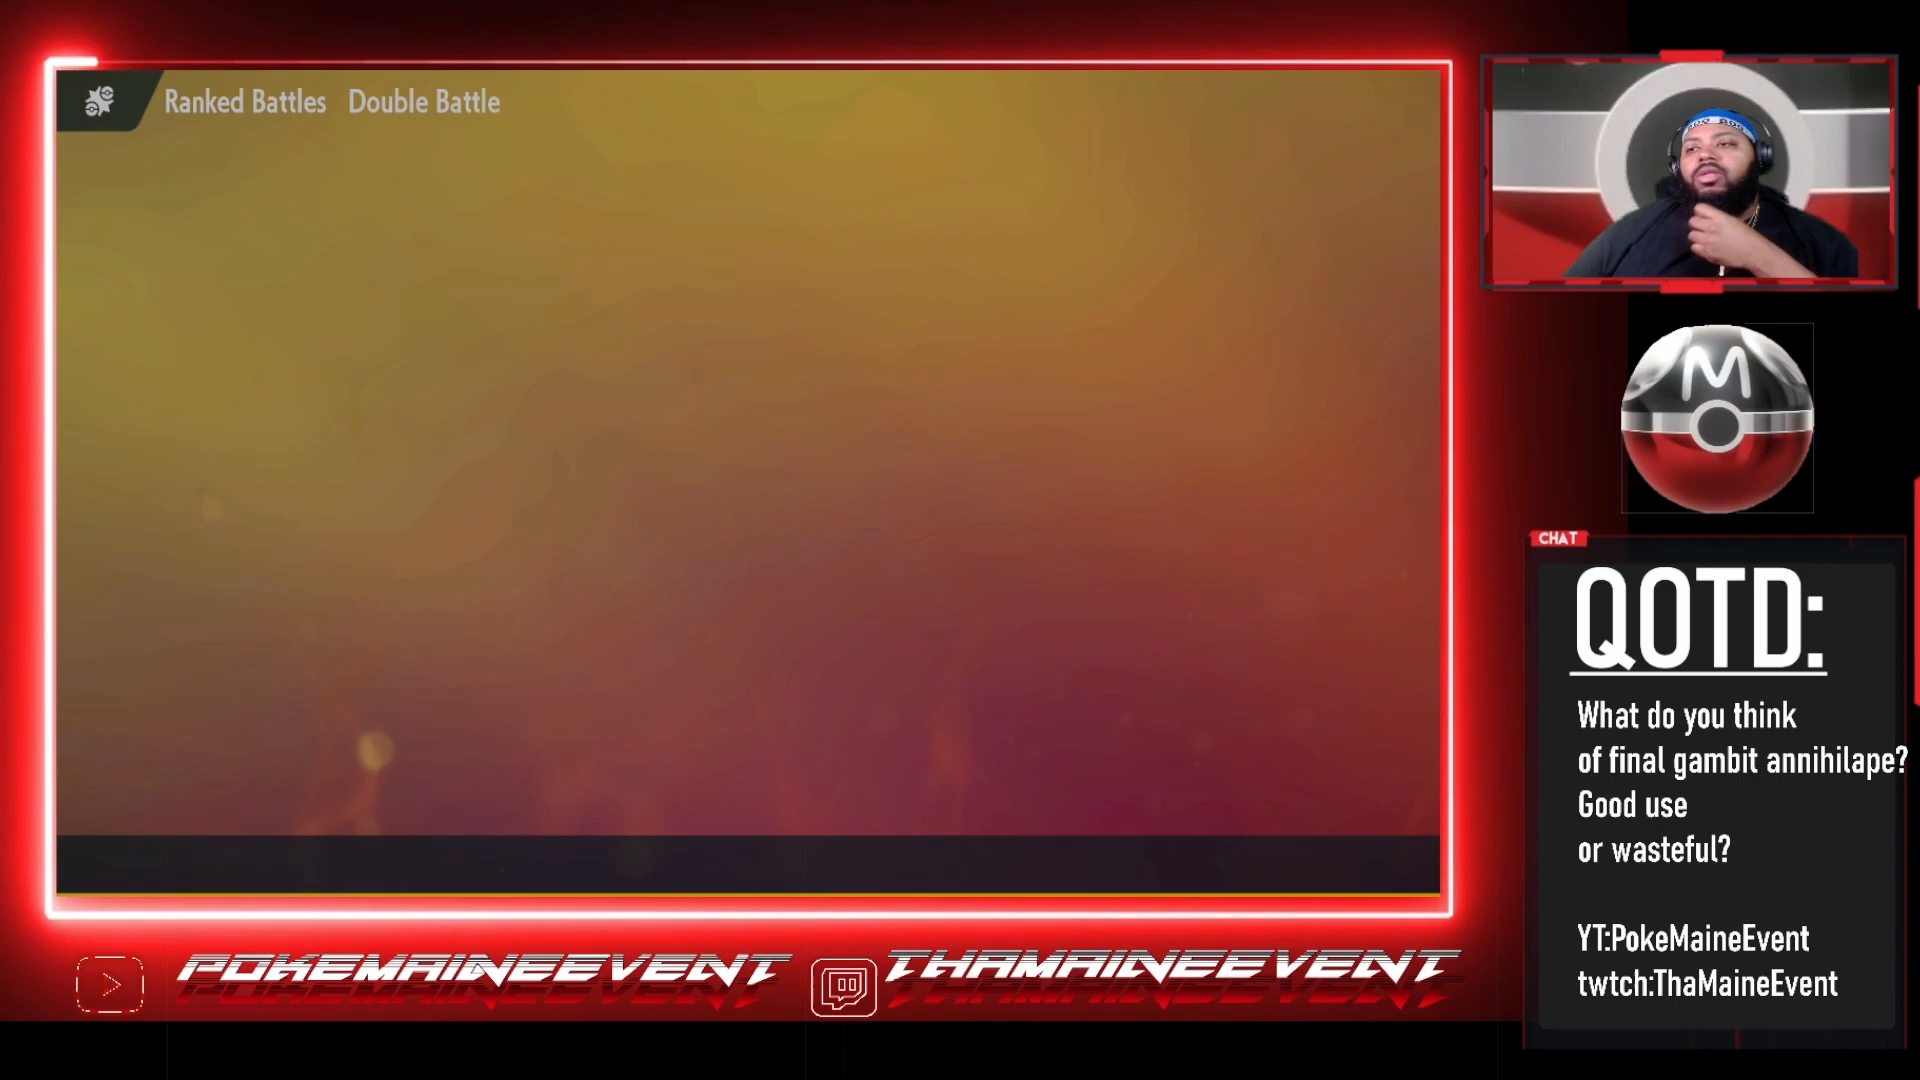 Ranked Battles Double Battle
M
CHAT
QOTD:
What do you think
of final gambit annihilape?
Good use
or wasteful?
YT:PokeMaineEvent
twtch:ThaMaineEvent
POKEMAINEEVENT
THAMAINEEVENT